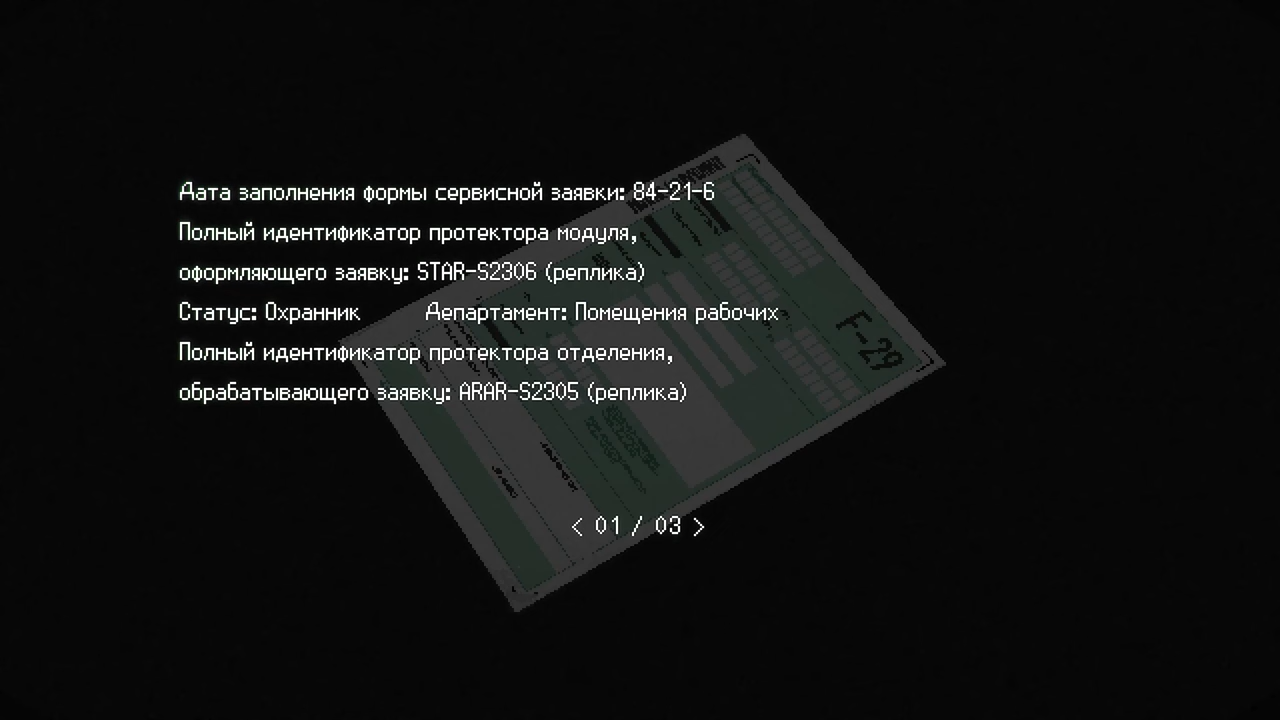 Дата заполнения формы сервисной заявки: 84-21-6
Полный идентификатор протектора модуля,
оформляющего заявку: STAR-S2306 (реплика)
Статус: Охранник Департамент: Помещения рабочих
Полный идентификатор протектора отделения,
обрабатывающего заявку: ARAR-S2305 (реплика)
F-29
< 01 / 03 >